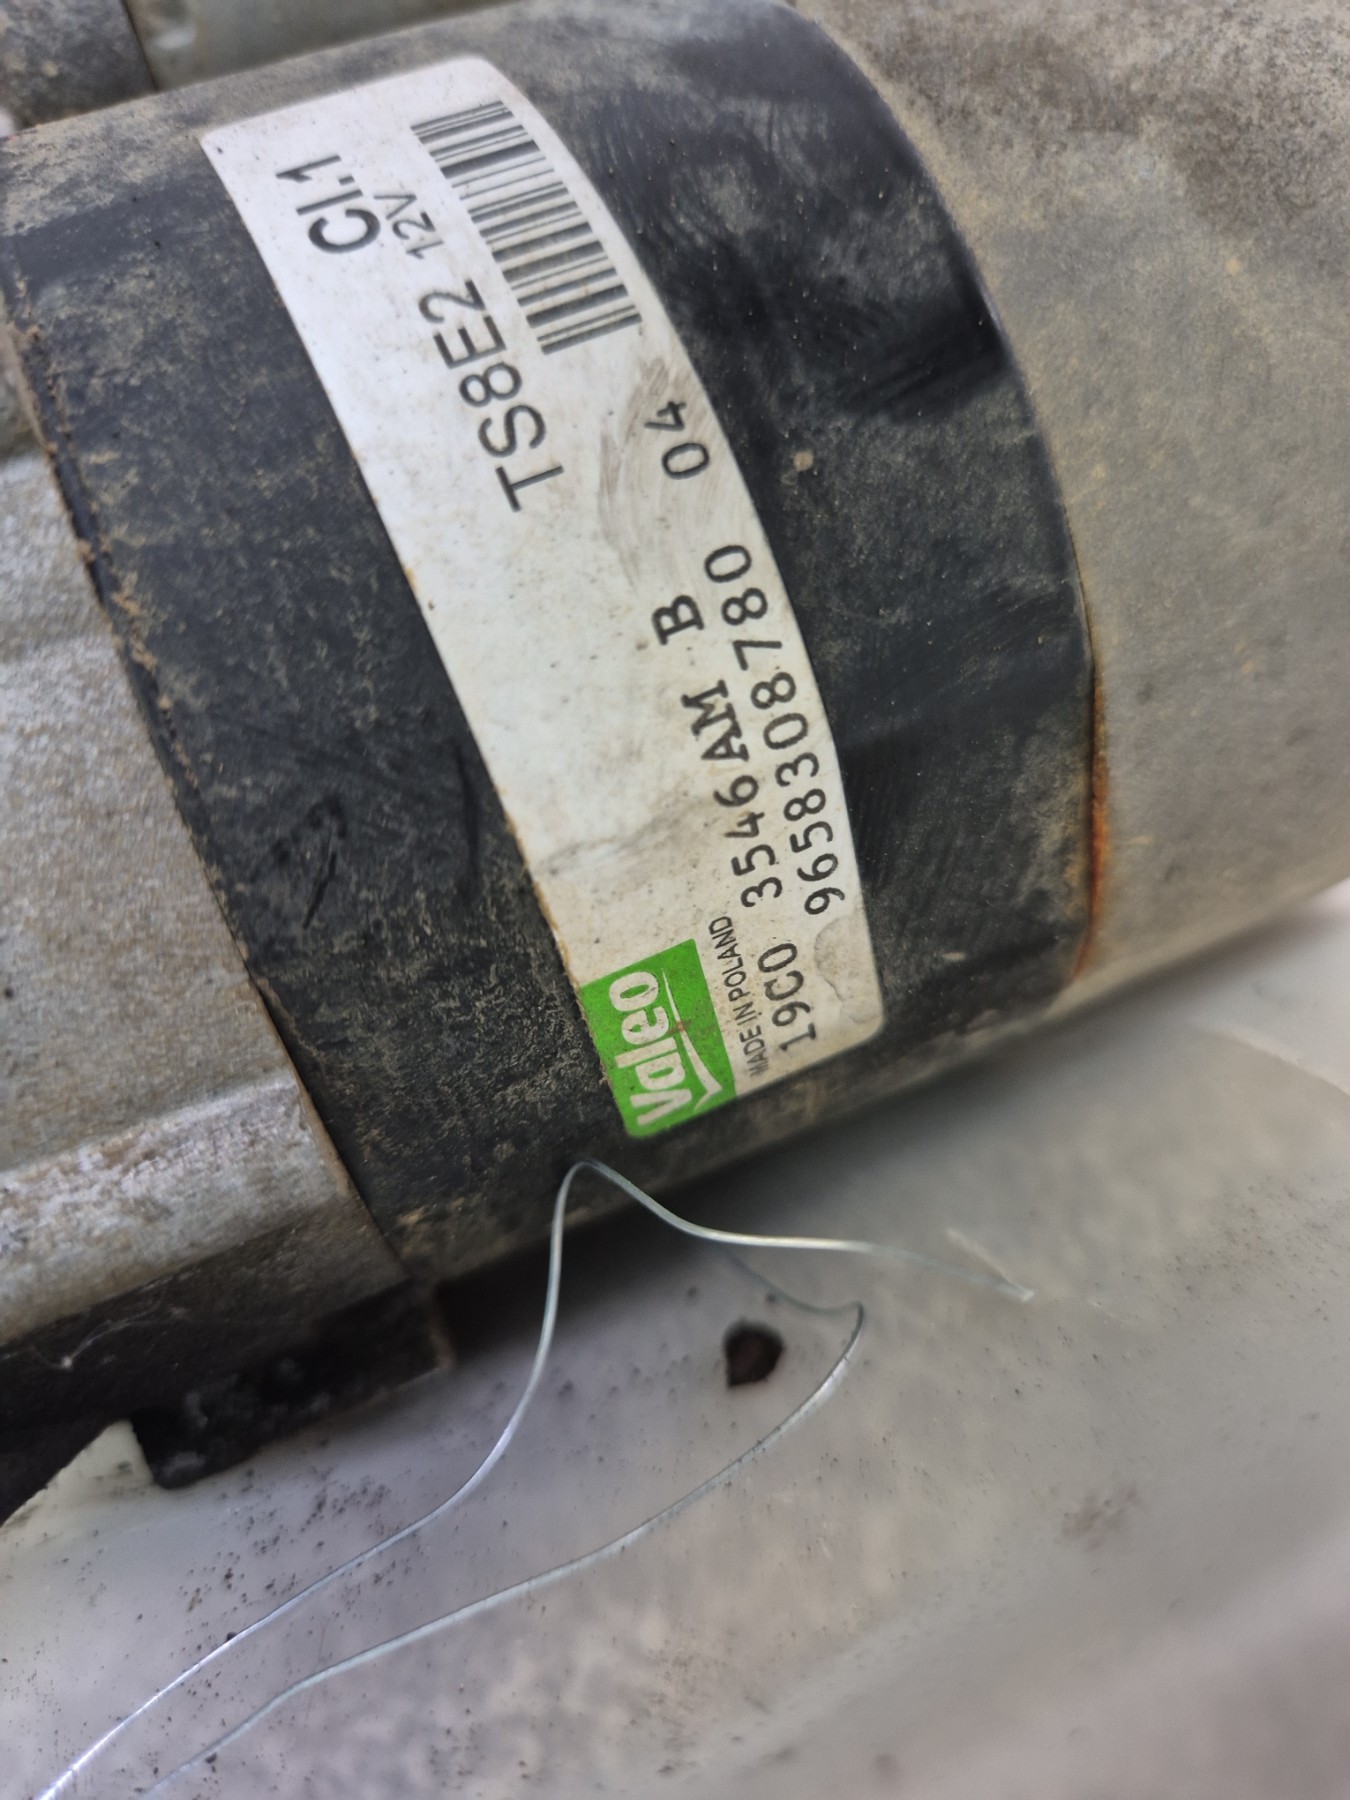 valeo
TS8E2 12V Cl.1
MADE IN POLAND
19C0 3546AM B 04
9658308780